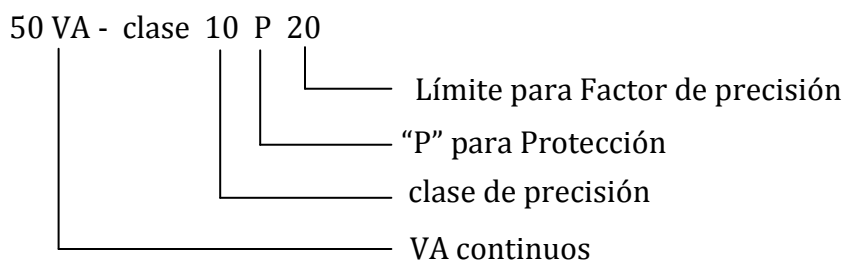 50 VA - clase 10 P 20
Límite para Factor de precisión
“P” para Protección
clase de precisión
VA continuos